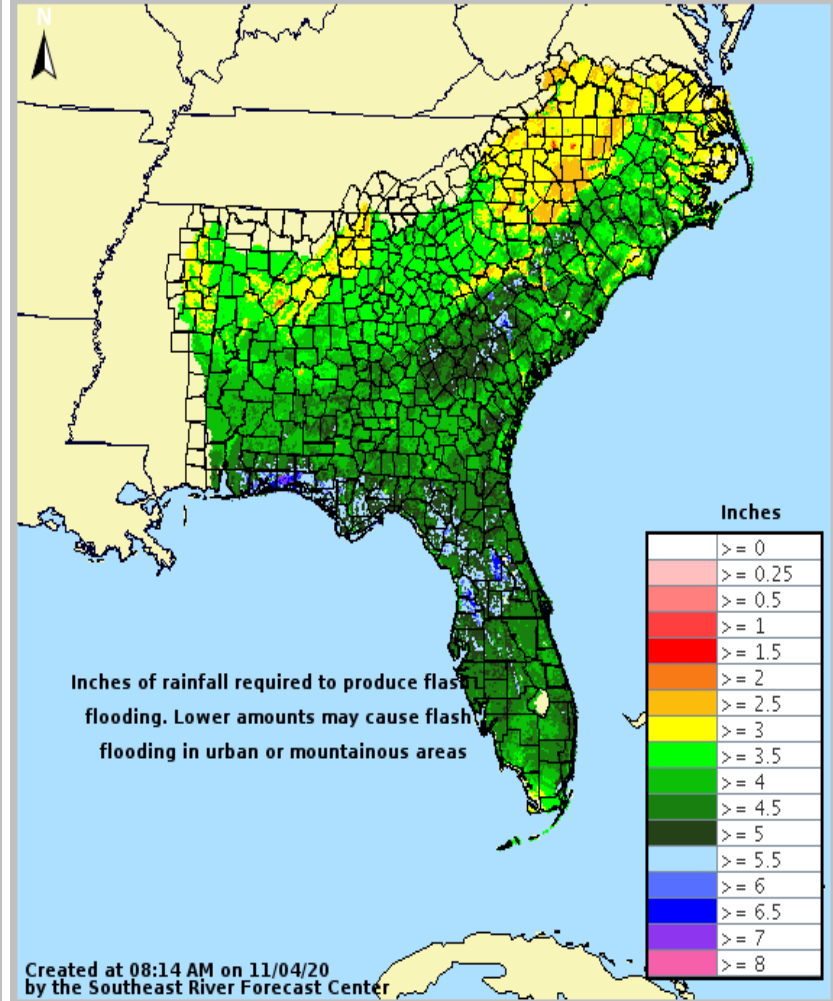 N
Inches of rainfall required to produce flash
flooding. Lower amounts may cause flash
flooding in urban or mountainous areas
Inches
>= 0
>= 0.25
>= 0.5
>= 1
>= 1.5
>= 2
>= 2.5
>= 3
>= 3.5
>= 4
>= 4.5
>= 5
>= 5.5
>= 6
>= 6.5
>= 7
>= 8
Created at 08:14 AM on 11/04/20
by the Southeast River Forecast Center